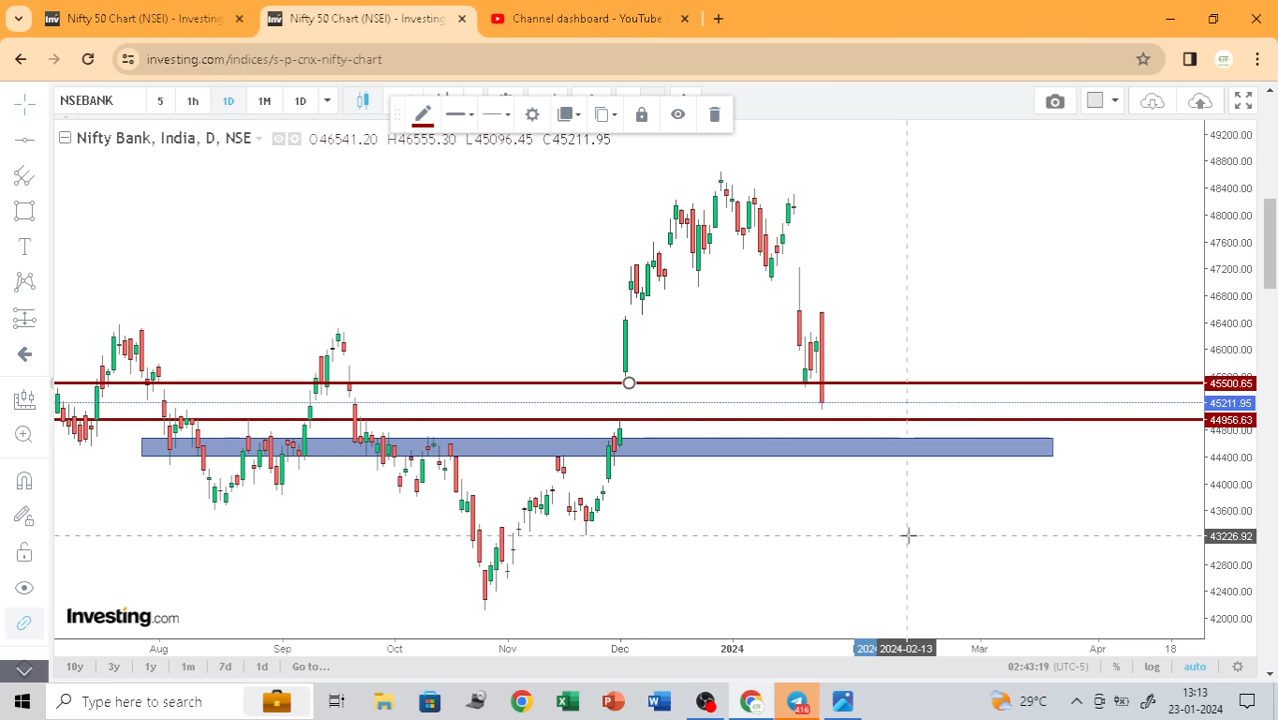 Nifty 50 Chart (NSEI) - Investing
Nifty 50 Chart (NSEI) - Investing
Channel dashboard - YouTube
investing.com/indices/s-p-cnx-nifty-chart
NSEBANK 5 1h 1D 1M 1D
Nifty Bank, India, D, NSE O46541.20 H46555.30 L45096.45 C45211.95
49200.00
48800.00
48400.00
48000.00
47600.00
47200.00
46800.00
46400.00
46000.00
45500.65
45211.95
44956.63
44800.00
44400.00
44000.00
43600.00
43226.92
42800.00
42400.00
42000.00
Investing.com
Aug Sep Oct Nov Dec 2024 2024-02-13 Mar Apr 18
10y 3y 1y 1m 7d 1d Go to... 02:43:19 (UTC-5) % log auto
Type here to search
416
29°C
13:13
23-01-2024